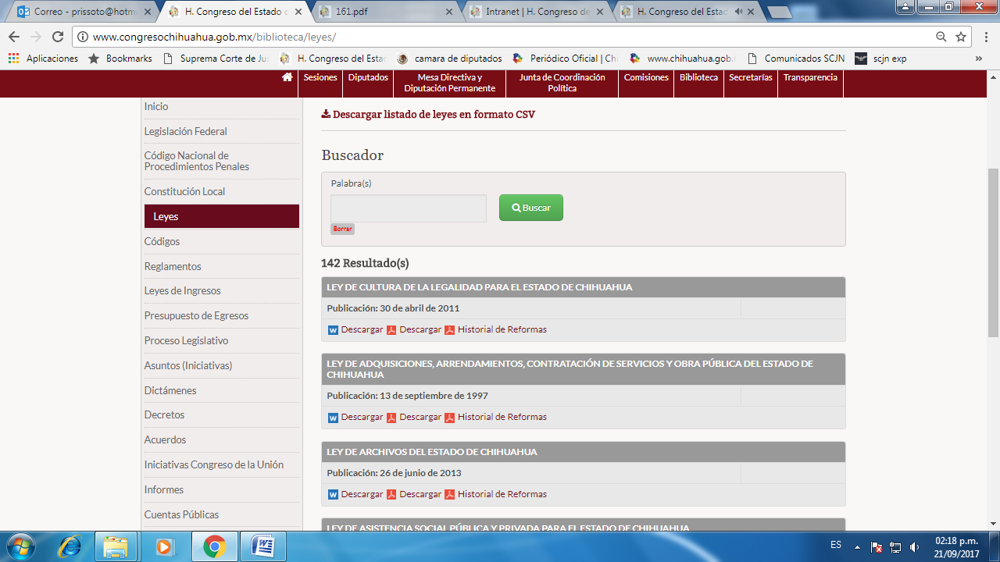 Correo - prissoto@hotm
H. Congreso del Estado d
161.pdf
Intranet | H. Congreso de
H. Congreso del Estad
www.congresochihuahua.gob.mx/biblioteca/leyes/
Aplicaciones
Bookmarks
Suprema Corte de Jus
H. Congreso del Estad
camara de diputados
Periódico Oficial | Chi
www.chihuahua.gob.
Comunicados SCJN
scjn exp
»
Sesiones
Diputados
Mesa Directiva y
Diputación Permanente
Junta de Coordinación
Política
Comisiones
Biblioteca
Secretarías
Transparencia
Inicio
Legislación Federal
Código Nacional de
Procedimientos Penales
Constitución Local
Leyes
Códigos
Reglamentos
Leyes de Ingresos
Presupuesto de Egresos
Proceso Legislativo
Asuntos (Iniciativas)
Dictámenes
Decretos
Acuerdos
Iniciativas Congreso de la Unión
Informes
Cuentas Públicas
Descargar listado de leyes en formato CSV
Buscador
Palabra(s)
Buscar
Borrar
142 Resultado(s)
LEY DE CULTURA DE LA LEGALIDAD PARA EL ESTADO DE CHIHUAHUA
Publicación: 30 de abril de 2011
Descargar Descargar Historial de Reformas
LEY DE ADQUISICIONES, ARRENDAMIENTOS, CONTRATACIÓN DE SERVICIOS Y OBRA PÚBLICA DEL ESTADO DE
CHIHUAHUA
Publicación: 13 de septiembre de 1997
Descargar Descargar Historial de Reformas
LEY DE ARCHIVOS DEL ESTADO DE CHIHUAHUA
Publicación: 26 de junio de 2013
Descargar Descargar Historial de Reformas
LEY DE ASISTENCIA SOCIAL PÚBLICA Y PRIVADA PARA EL ESTADO DE CHIHUAHUA
ES
02:18 p.m.
21/09/2017